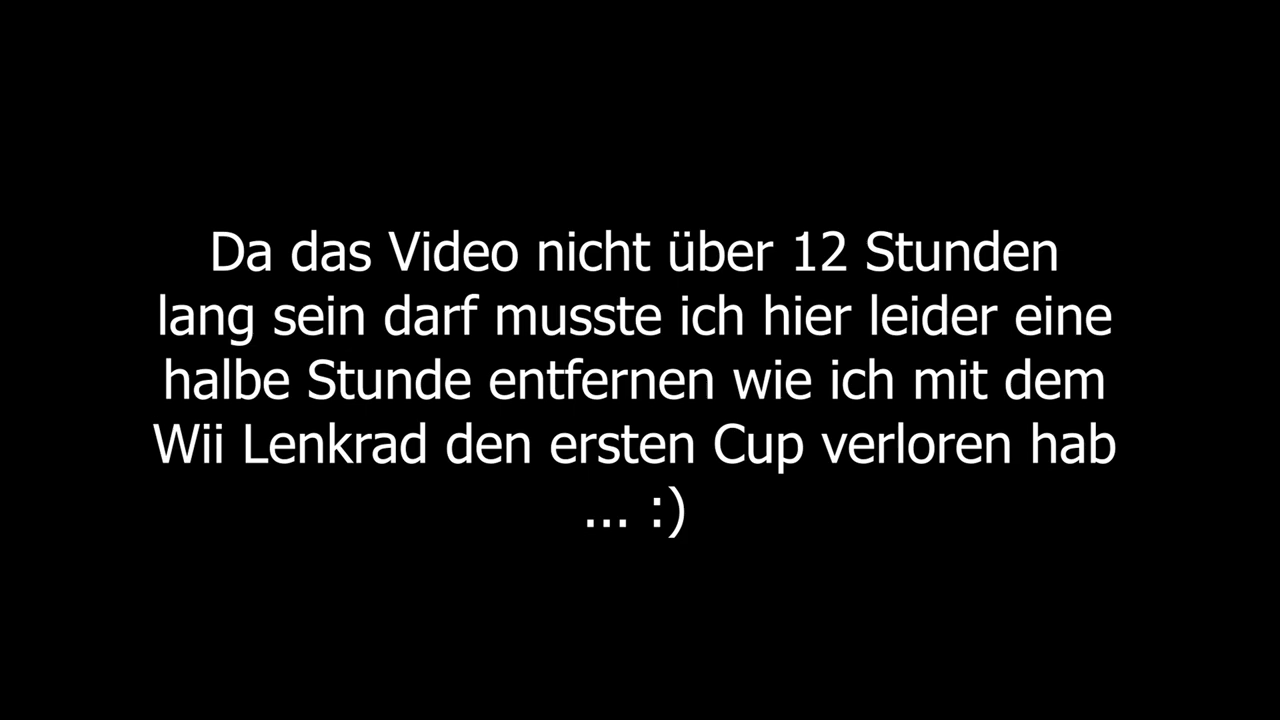 Da das Video nicht über 12 Stunden
lang sein darf musste ich hier leider eine
halbe Stunde entfernen wie ich mit dem
Wii Lenkrad den ersten Cup verloren hab
... :)